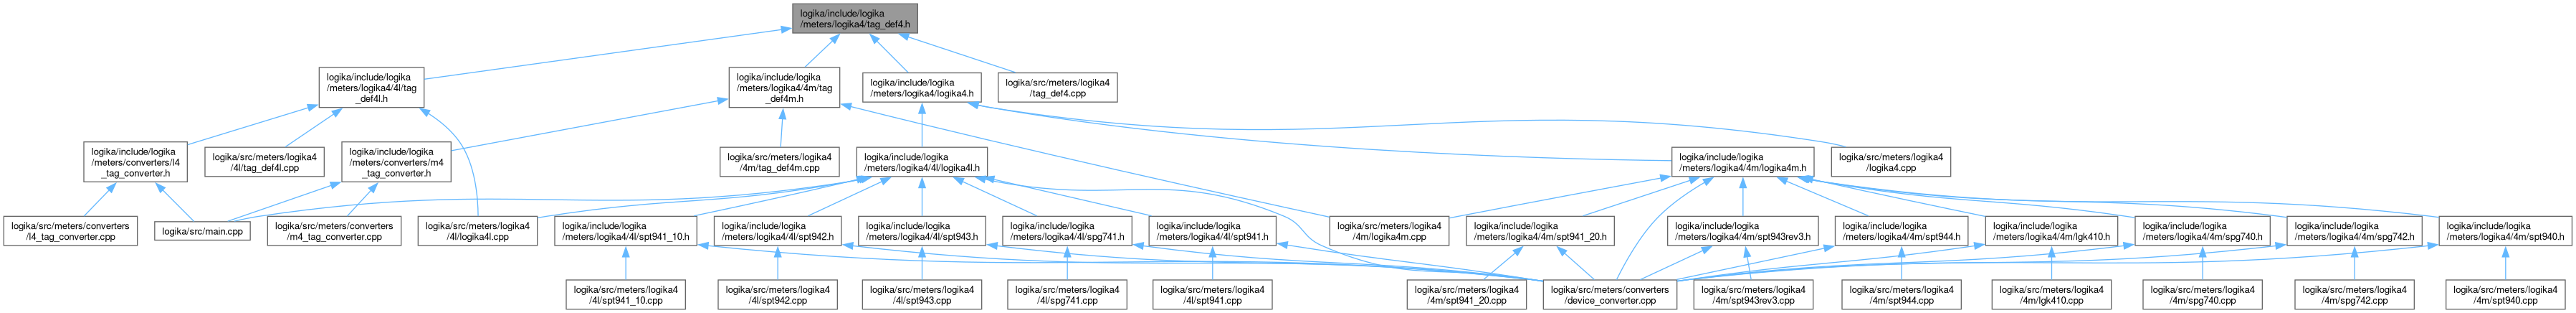 logika/include/logika
/meters/logika4/tag_def4.h
logika/include/logika
/meters/logika4/4l/tag
_def4l.h
logika/include/logika
/meters/logika4/4m/tag
_def4m.h
logika/include/logika
/meters/logika4/logika4.h
logika/src/meters/logika4
/tag_def4.cpp
logika/include/logika
/meters/converters/l4
_tag_converter.h
logika/src/meters/logika4
/4l/tag_def4l.cpp
logika/include/logika
/meters/converters/m4
_tag_converter.h
logika/src/meters/logika4
/4m/tag_def4m.cpp
logika/include/logika
/meters/logika4/4l/logika4l.h
logika/include/logika
/meters/logika4/4m/logika4m.h
logika/src/meters/logika4
/logika4.cpp
logika/src/meters/converters
/l4_tag_converter.cpp
logika/src/main.cpp
logika/src/meters/converters
/m4_tag_converter.cpp
logika/src/meters/logika4
/4l/logika4l.cpp
logika/include/logika
/meters/logika4/4l/spt941_10.h
logika/include/logika
/meters/logika4/4l/spt942.h
logika/include/logika
/meters/logika4/4l/spt943.h
logika/include/logika
/meters/logika4/4l/spg741.h
logika/include/logika
/meters/logika4/4l/spt941.h
logika/src/meters/logika4
/4m/logika4m.cpp
logika/include/logika
/meters/logika4/4m/spt941_20.h
logika/include/logika
/meters/logika4/4m/spt943rev3.h
logika/include/logika
/meters/logika4/4m/spt944.h
logika/include/logika
/meters/logika4/4m/lgk410.h
logika/include/logika
/meters/logika4/4m/spg740.h
logika/include/logika
/meters/logika4/4m/spg742.h
logika/include/logika
/meters/logika4/4m/spt940.h
logika/src/meters/logika4
/4l/spt941_10.cpp
logika/src/meters/logika4
/4l/spt942.cpp
logika/src/meters/logika4
/4l/spt943.cpp
logika/src/meters/logika4
/4l/spg741.cpp
logika/src/meters/logika4
/4l/spt941.cpp
logika/src/meters/logika4
/4m/spt941_20.cpp
logika/src/meters/converters
/device_converter.cpp
logika/src/meters/logika4
/4m/spt943rev3.cpp
logika/src/meters/logika4
/4m/spt944.cpp
logika/src/meters/logika4
/4m/lgk410.cpp
logika/src/meters/logika4
/4m/spg740.cpp
logika/src/meters/logika4
/4m/spg742.cpp
logika/src/meters/logika4
/4m/spt940.cpp